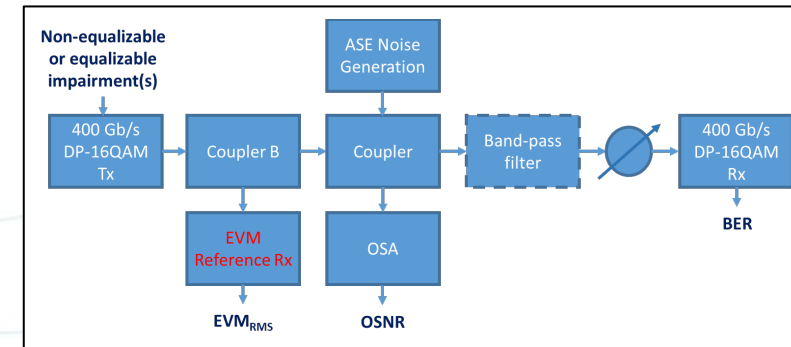 Non-equalizable
or equalizable
impairment(s)
ASE Noise
Generation
400 Gb/s
DP-16QAM
Tx
Coupler B
Coupler
Band-pass
filter
400 Gb/s
DP-16QAM
Rx
EVM
Reference Rx
OSA
BER
EVMRMS
OSNR